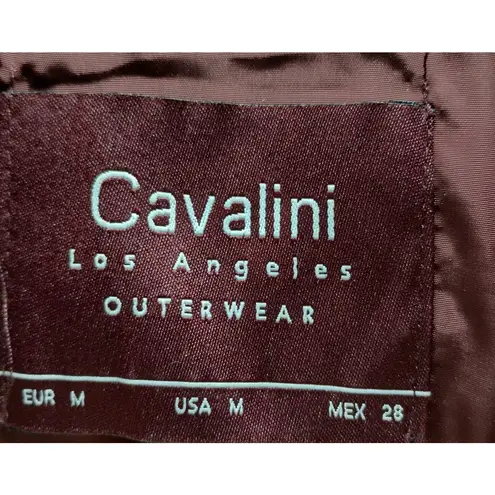 Cavalini
Los Angeles
OUTERWEAR
EUR M USA M MEX 28